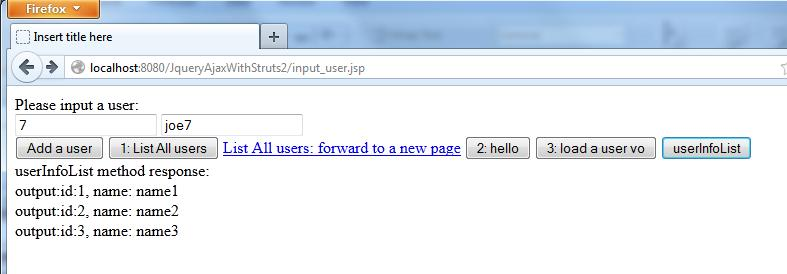 Firefox
Insert title here
localhost:8080/JqueryAjaxWithStruts2/input_user.jsp
Please input a user:
7 joe7
Add a user 1: List All users List All users: forward to a new page 2: hello 3: load a user vo userInfoList
userInfoList method response:
output:id:1, name: name1
output:id:2, name: name2
output:id:3, name: name3